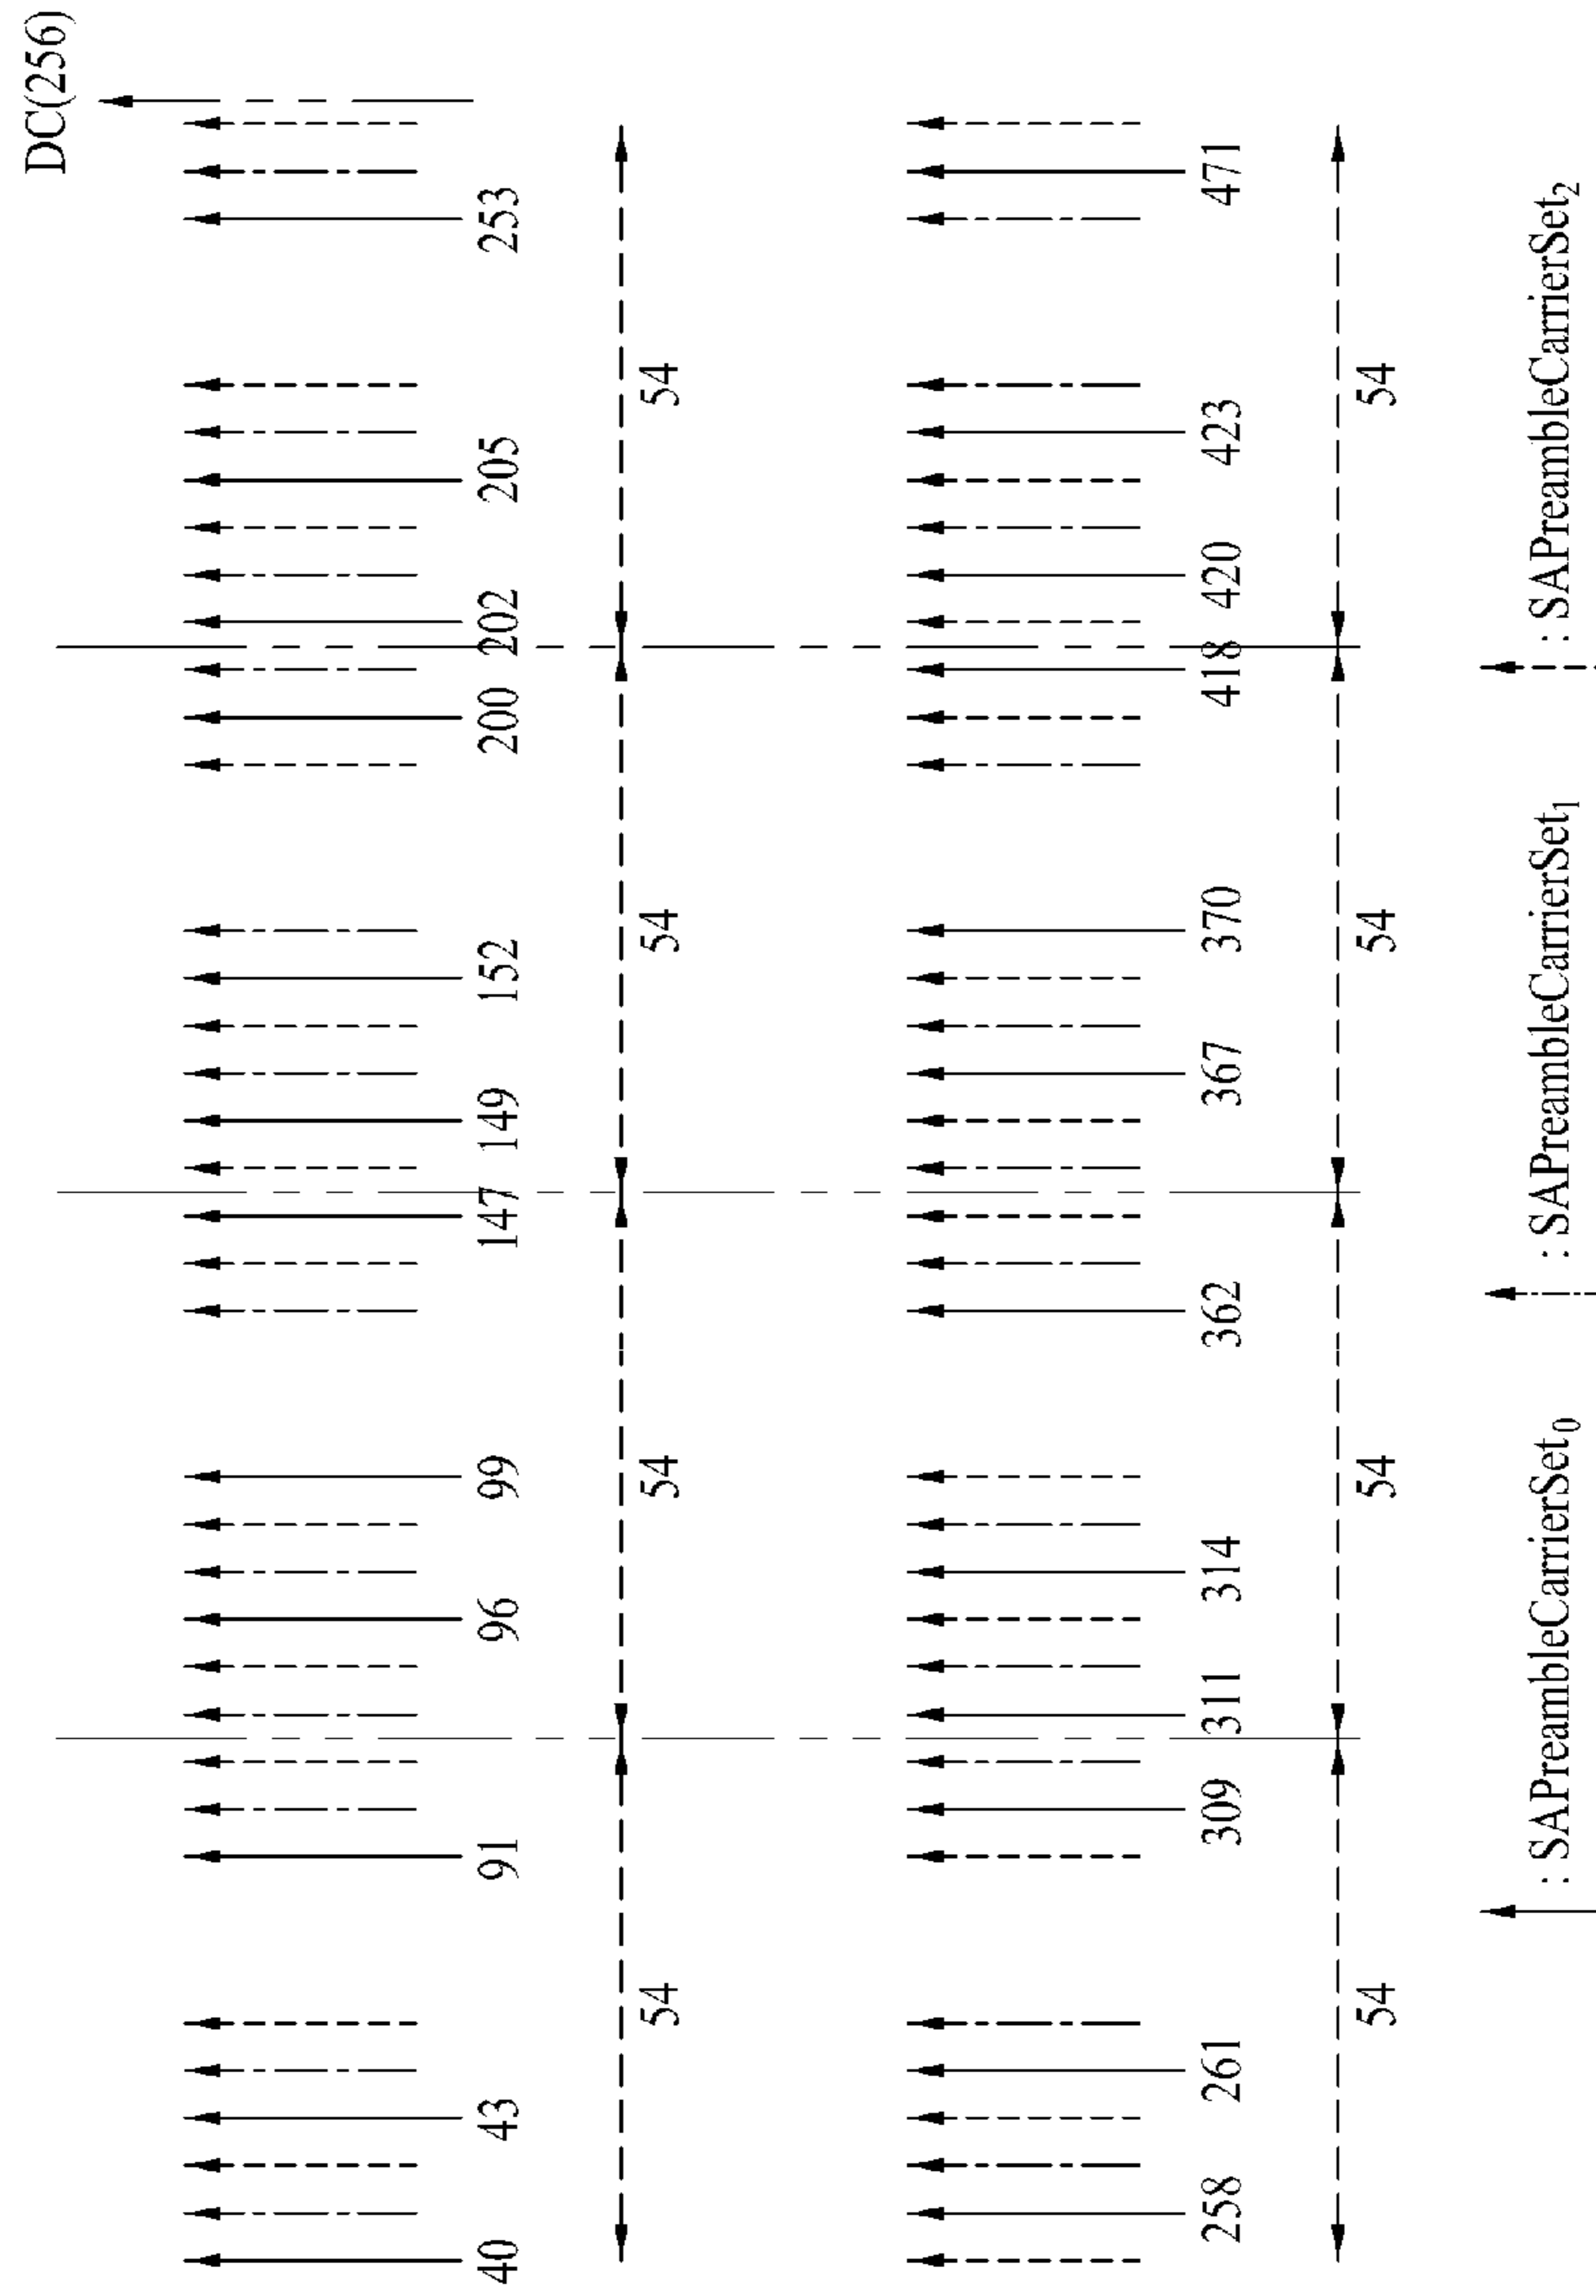 DC(256)
40 43 91 96 99 147 149 152 200 202 205 253
54 54 54 54
258 261 309 311 314 362 367 370 418 420 423 471
54 54 54 54
: SAPreambleCarrierSet0 : SAPreambleCarrierSet1 : SAPreambleCarrierSet2